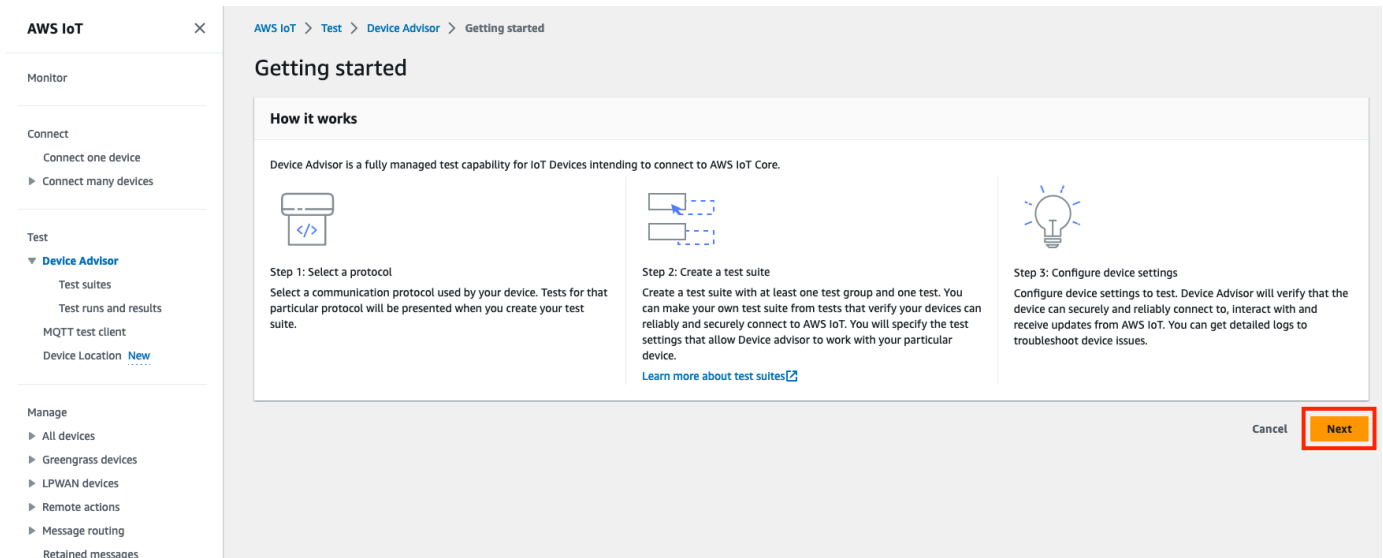 AWS IoT
Monitor
Connect
Connect one device
Connect many devices
Test
Device Advisor
Test suites
Test runs and results
MQTT test client
Device Location New
Manage
All devices
Greengrass devices
LPWAN devices
Remote actions
Message routing
Retained messages
AWS IoT > Test > Device Advisor > Getting started
Getting started
How it works
Device Advisor is a fully managed test capability for IoT Devices intending to connect to AWS IoT Core.
</>
Step 1: Select a protocol
Select a communication protocol used by your device. Tests for that
particular protocol will be presented when you create your test
suite.
Step 2: Create a test suite
Create a test suite with at least one test group and one test. You
can make your own test suite from tests that verify your devices can
reliably and securely connect to AWS IoT. You will specify the test
settings that allow Device advisor to work with your particular
device.
Learn more about test suites
Step 3: Configure device settings
Configure device settings to test. Device Advisor will verify that the
device can securely and reliably connect to, interact with and
receive updates from AWS IoT. You can get detailed logs to
troubleshoot device issues.
Cancel
Next